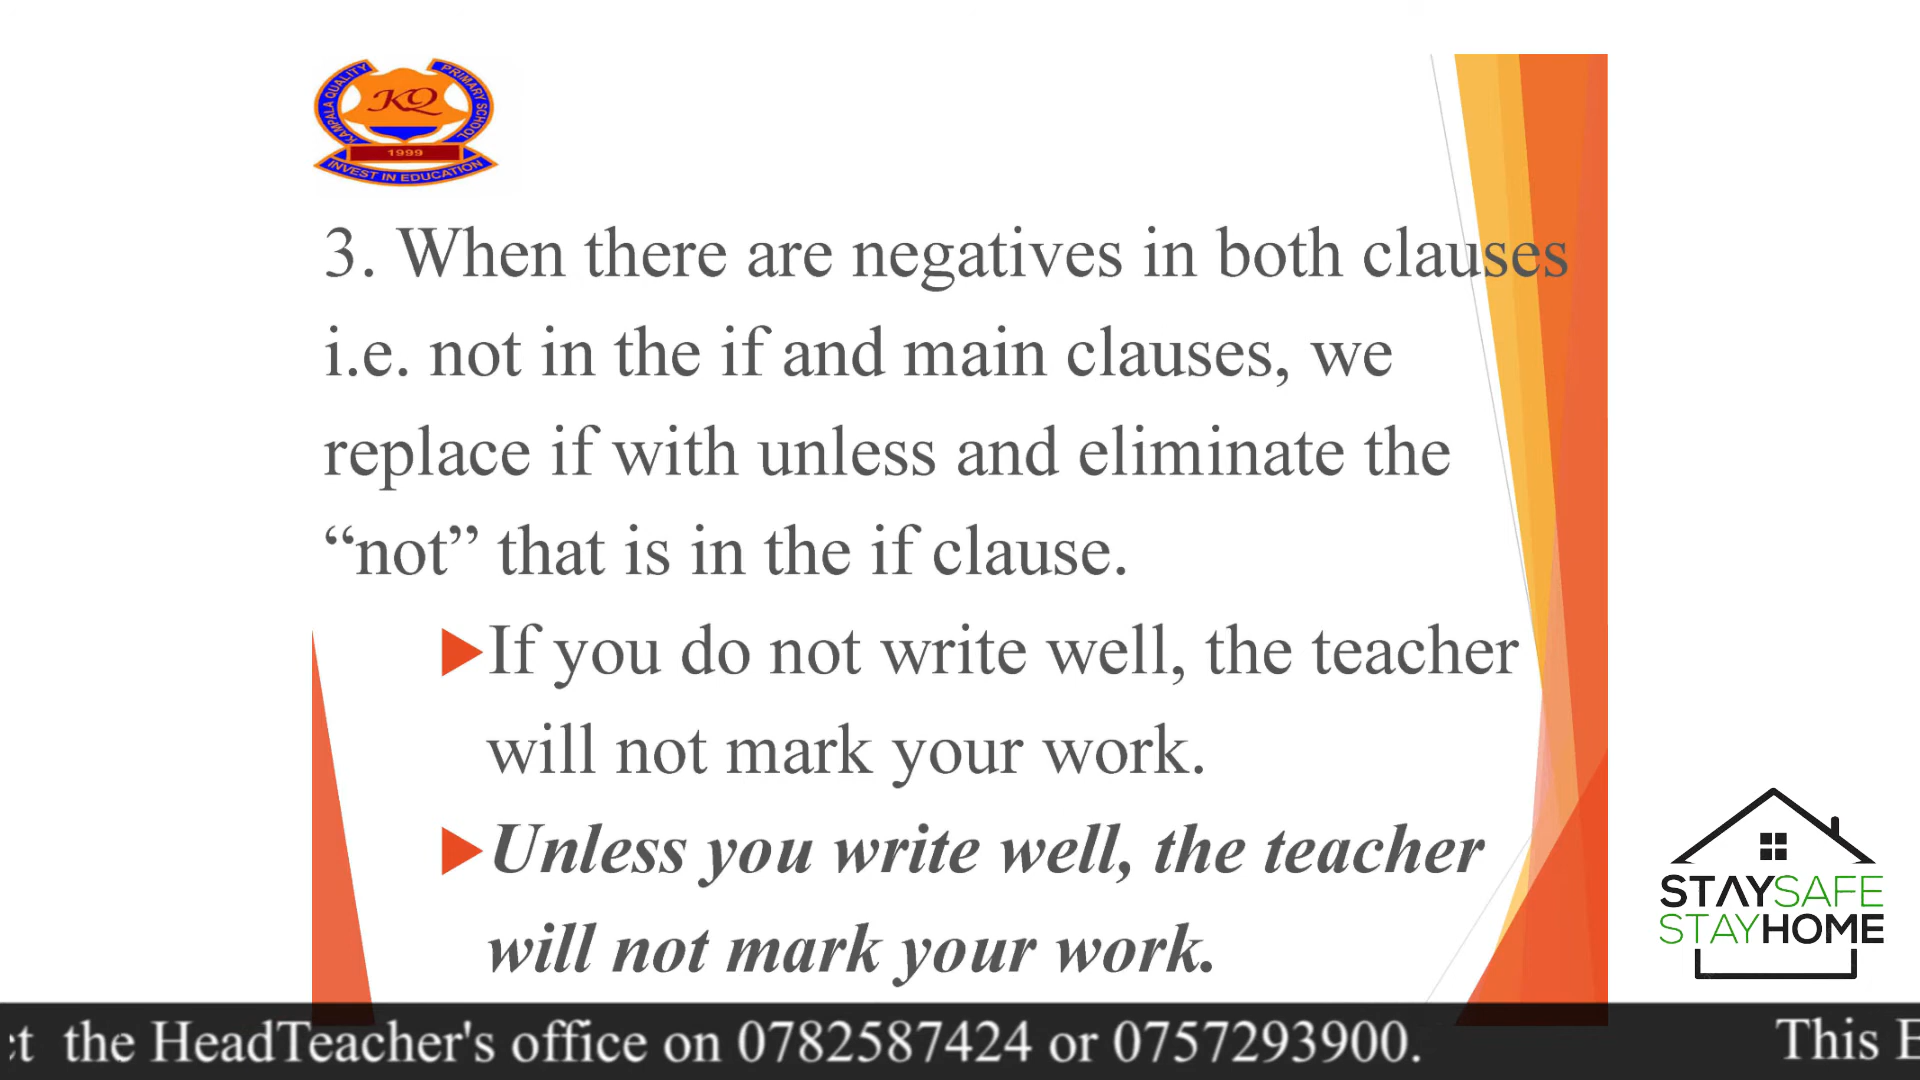 KAMPALA QUALITY PRIMARY SCHOOL
KQ
1999
INVEST IN EDUCATION
3. When there are negatives in both clauses
i.e. not in the if and main clauses, we
replace if with unless and eliminate the
“not” that is in the if clause.
If you do not write well, the teacher
will not mark your work.
Unless you write well, the teacher
will not mark your work.
STAYSAFE
STAYHOME
the HeadTeacher's office on 0782587424 or 0757293900. This